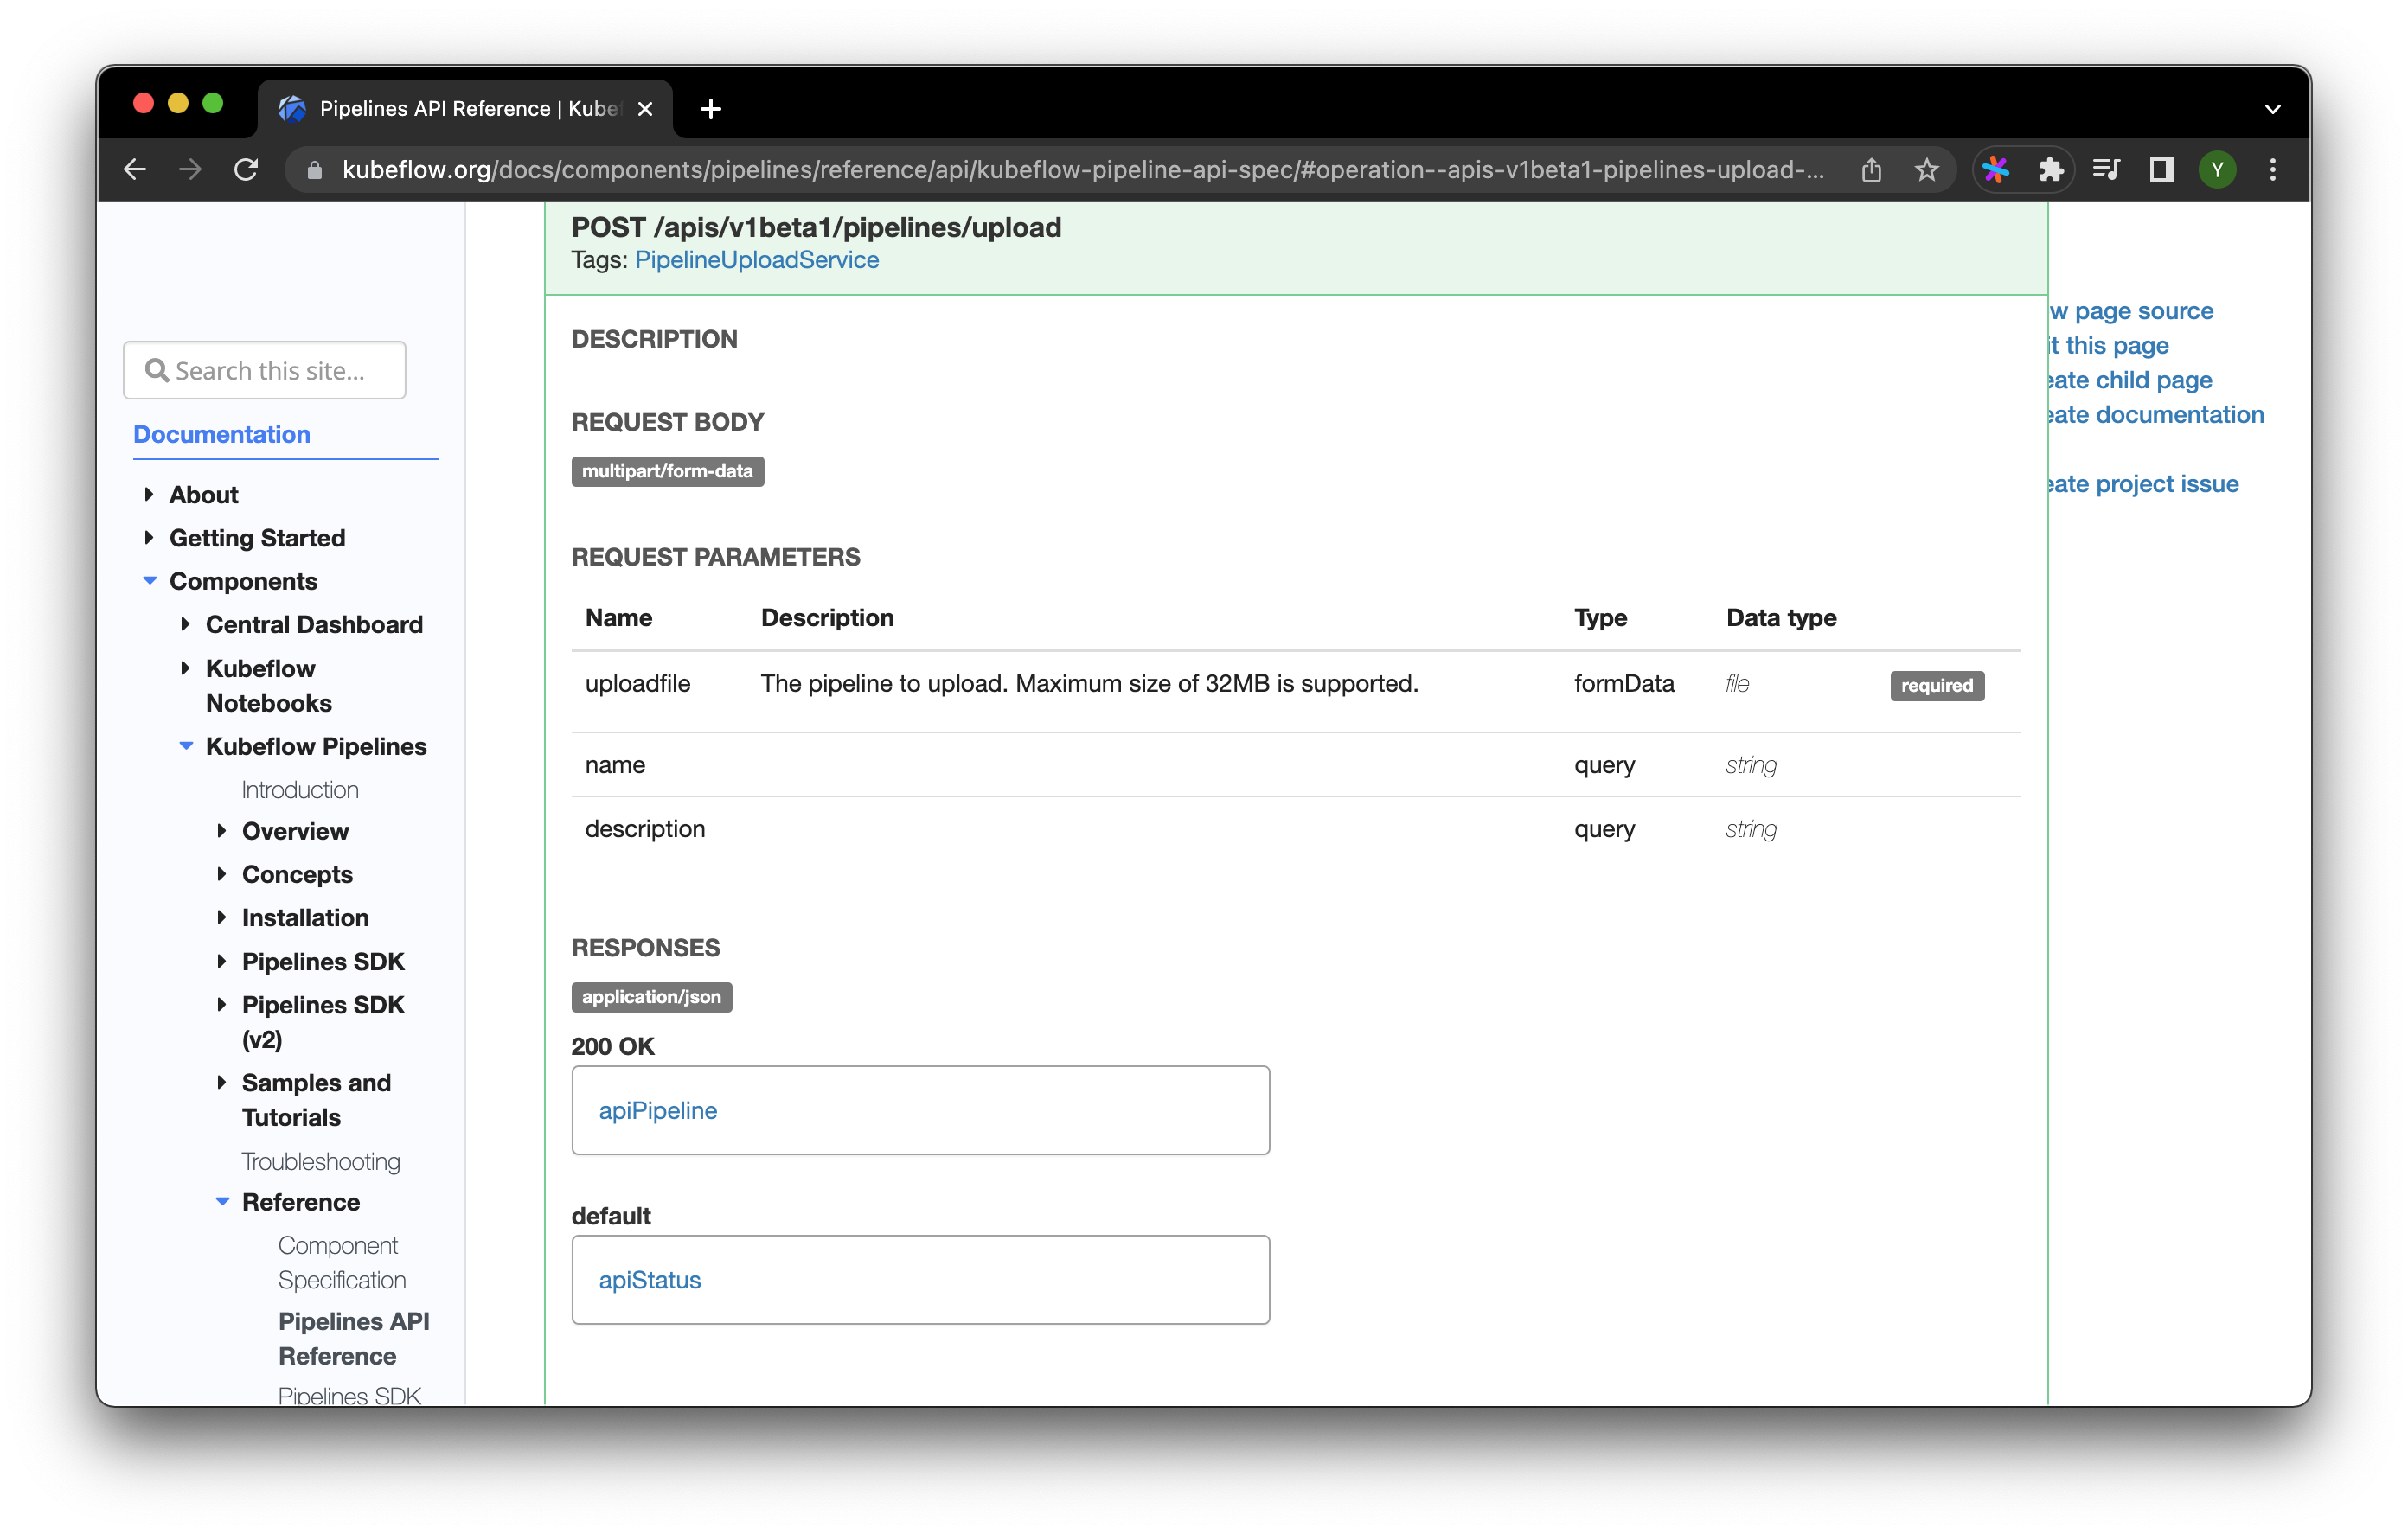 Pipelines API Reference | Kubef
kubeflow.org/docs/components/pipelines/reference/api/kubeflow-pipeline-api-spec/#operation--apis-v1beta1-pipelines-upload-...
Y
Search this site...
Documentation
About
Getting Started
Components
Central Dashboard
Kubeflow
Notebooks
Kubeflow Pipelines
Introduction
Overview
Concepts
Installation
Pipelines SDK
Pipelines SDK
(v2)
Samples and
Tutorials
Troubleshooting
Reference
Component
Specification
Pipelines API
Reference
Pipelines SDK
POST /apis/v1beta1/pipelines/upload
Tags: PipelineUploadService
DESCRIPTION
REQUEST BODY
multipart/form-data
REQUEST PARAMETERS
Name Description Type Data type
uploadfile The pipeline to upload. Maximum size of 32MB is supported. formData file required
name query string
description query string
RESPONSES
application/json
200 OK
apiPipeline
default
apiStatus
w page source
it this page
eate child page
eate documentation
eate project issue